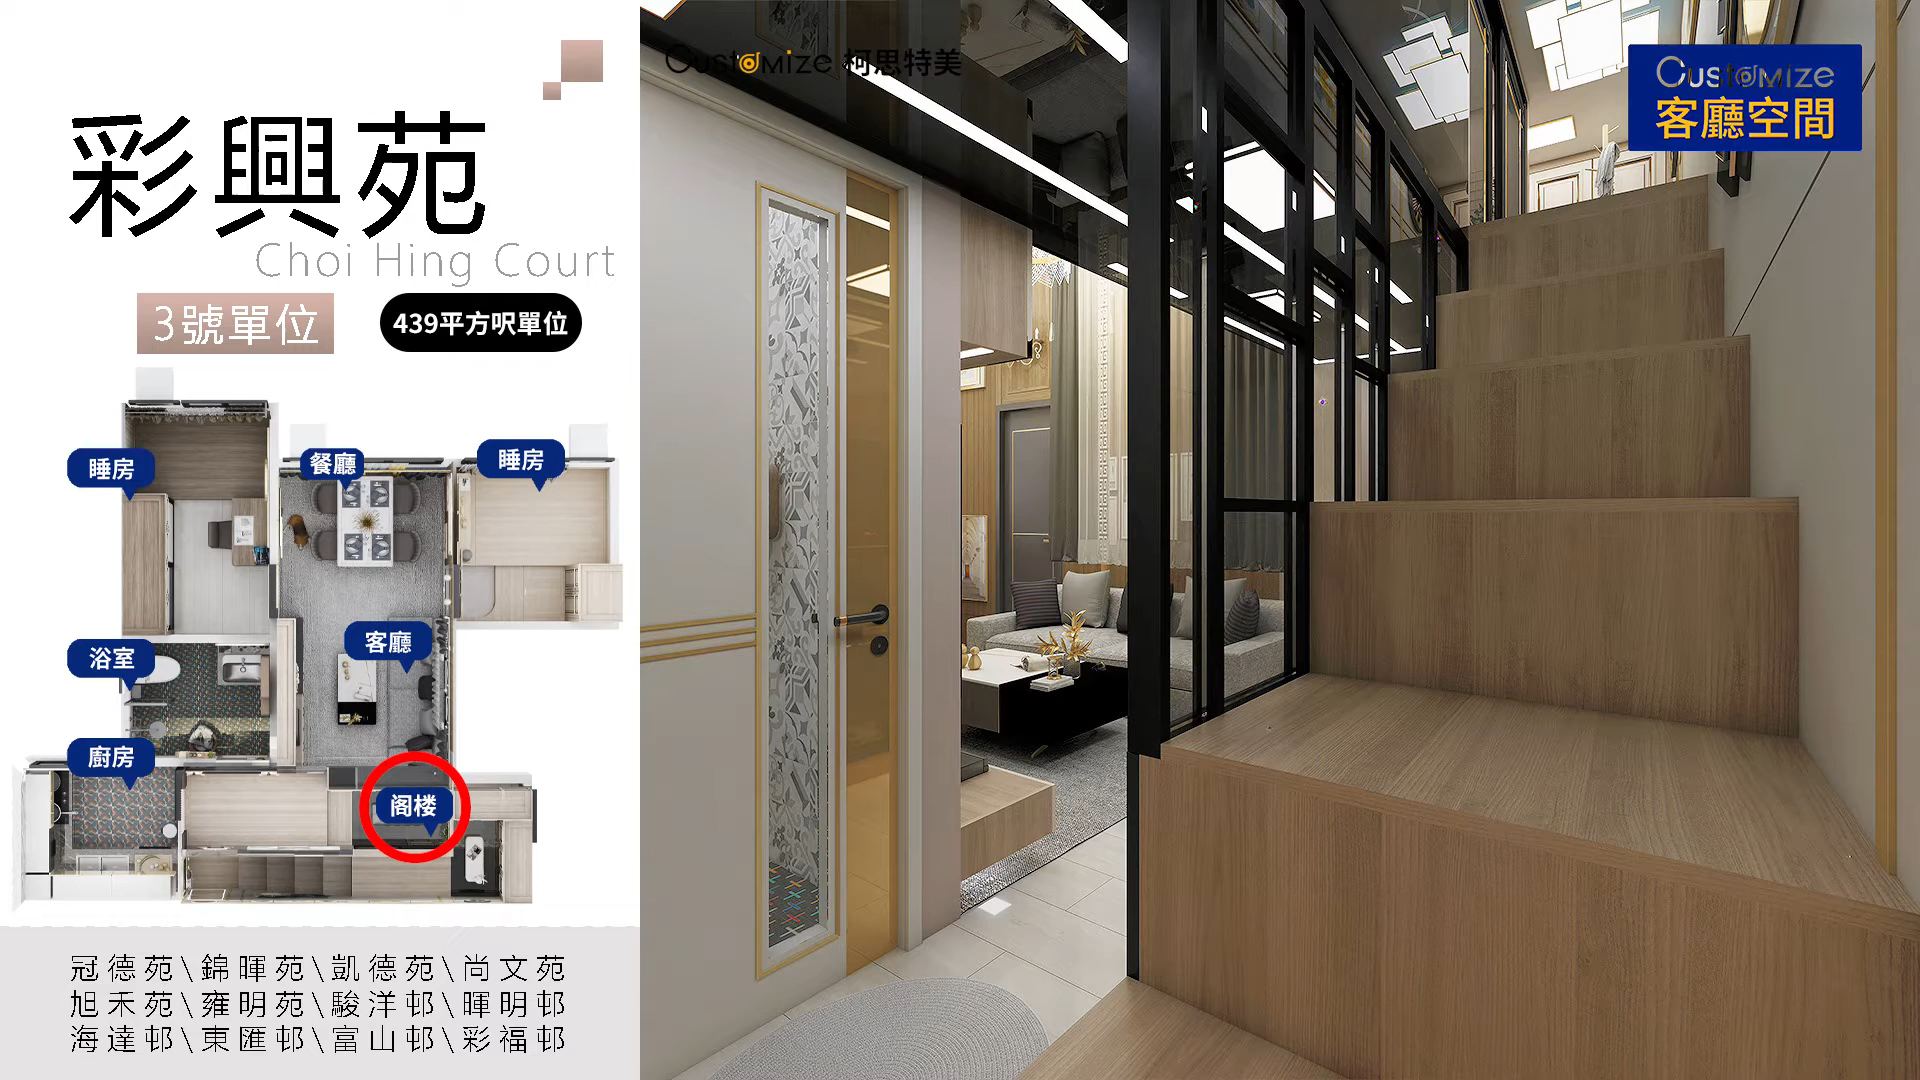 彩興苑
Choi Hing Court
3號單位
439平方呎單位
睡房
餐廳
睡房
客廳
浴室
廚房
阁楼
冠德苑\錦暉苑\凱德苑\尚文苑
旭禾苑\雍明苑\駿洋邨\暉明邨
海達邨\東匯邨\富山邨\彩福邨
Customize 柯思特美
Customize
客廳空間